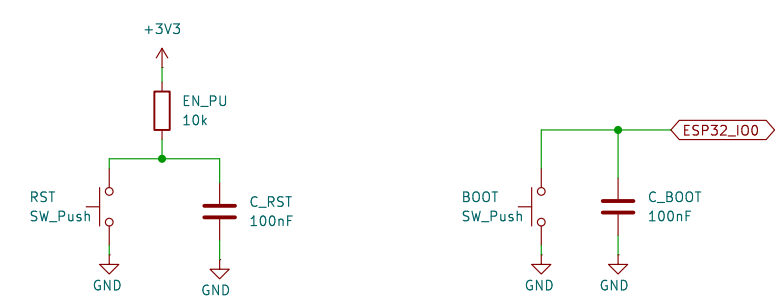 +3V3
EN_PU
10k
RST
SW_Push
C_RST
100nF
GND
GND
ESP32_IO0
BOOT
SW_Push
C_BOOT
100nF
GND
GND